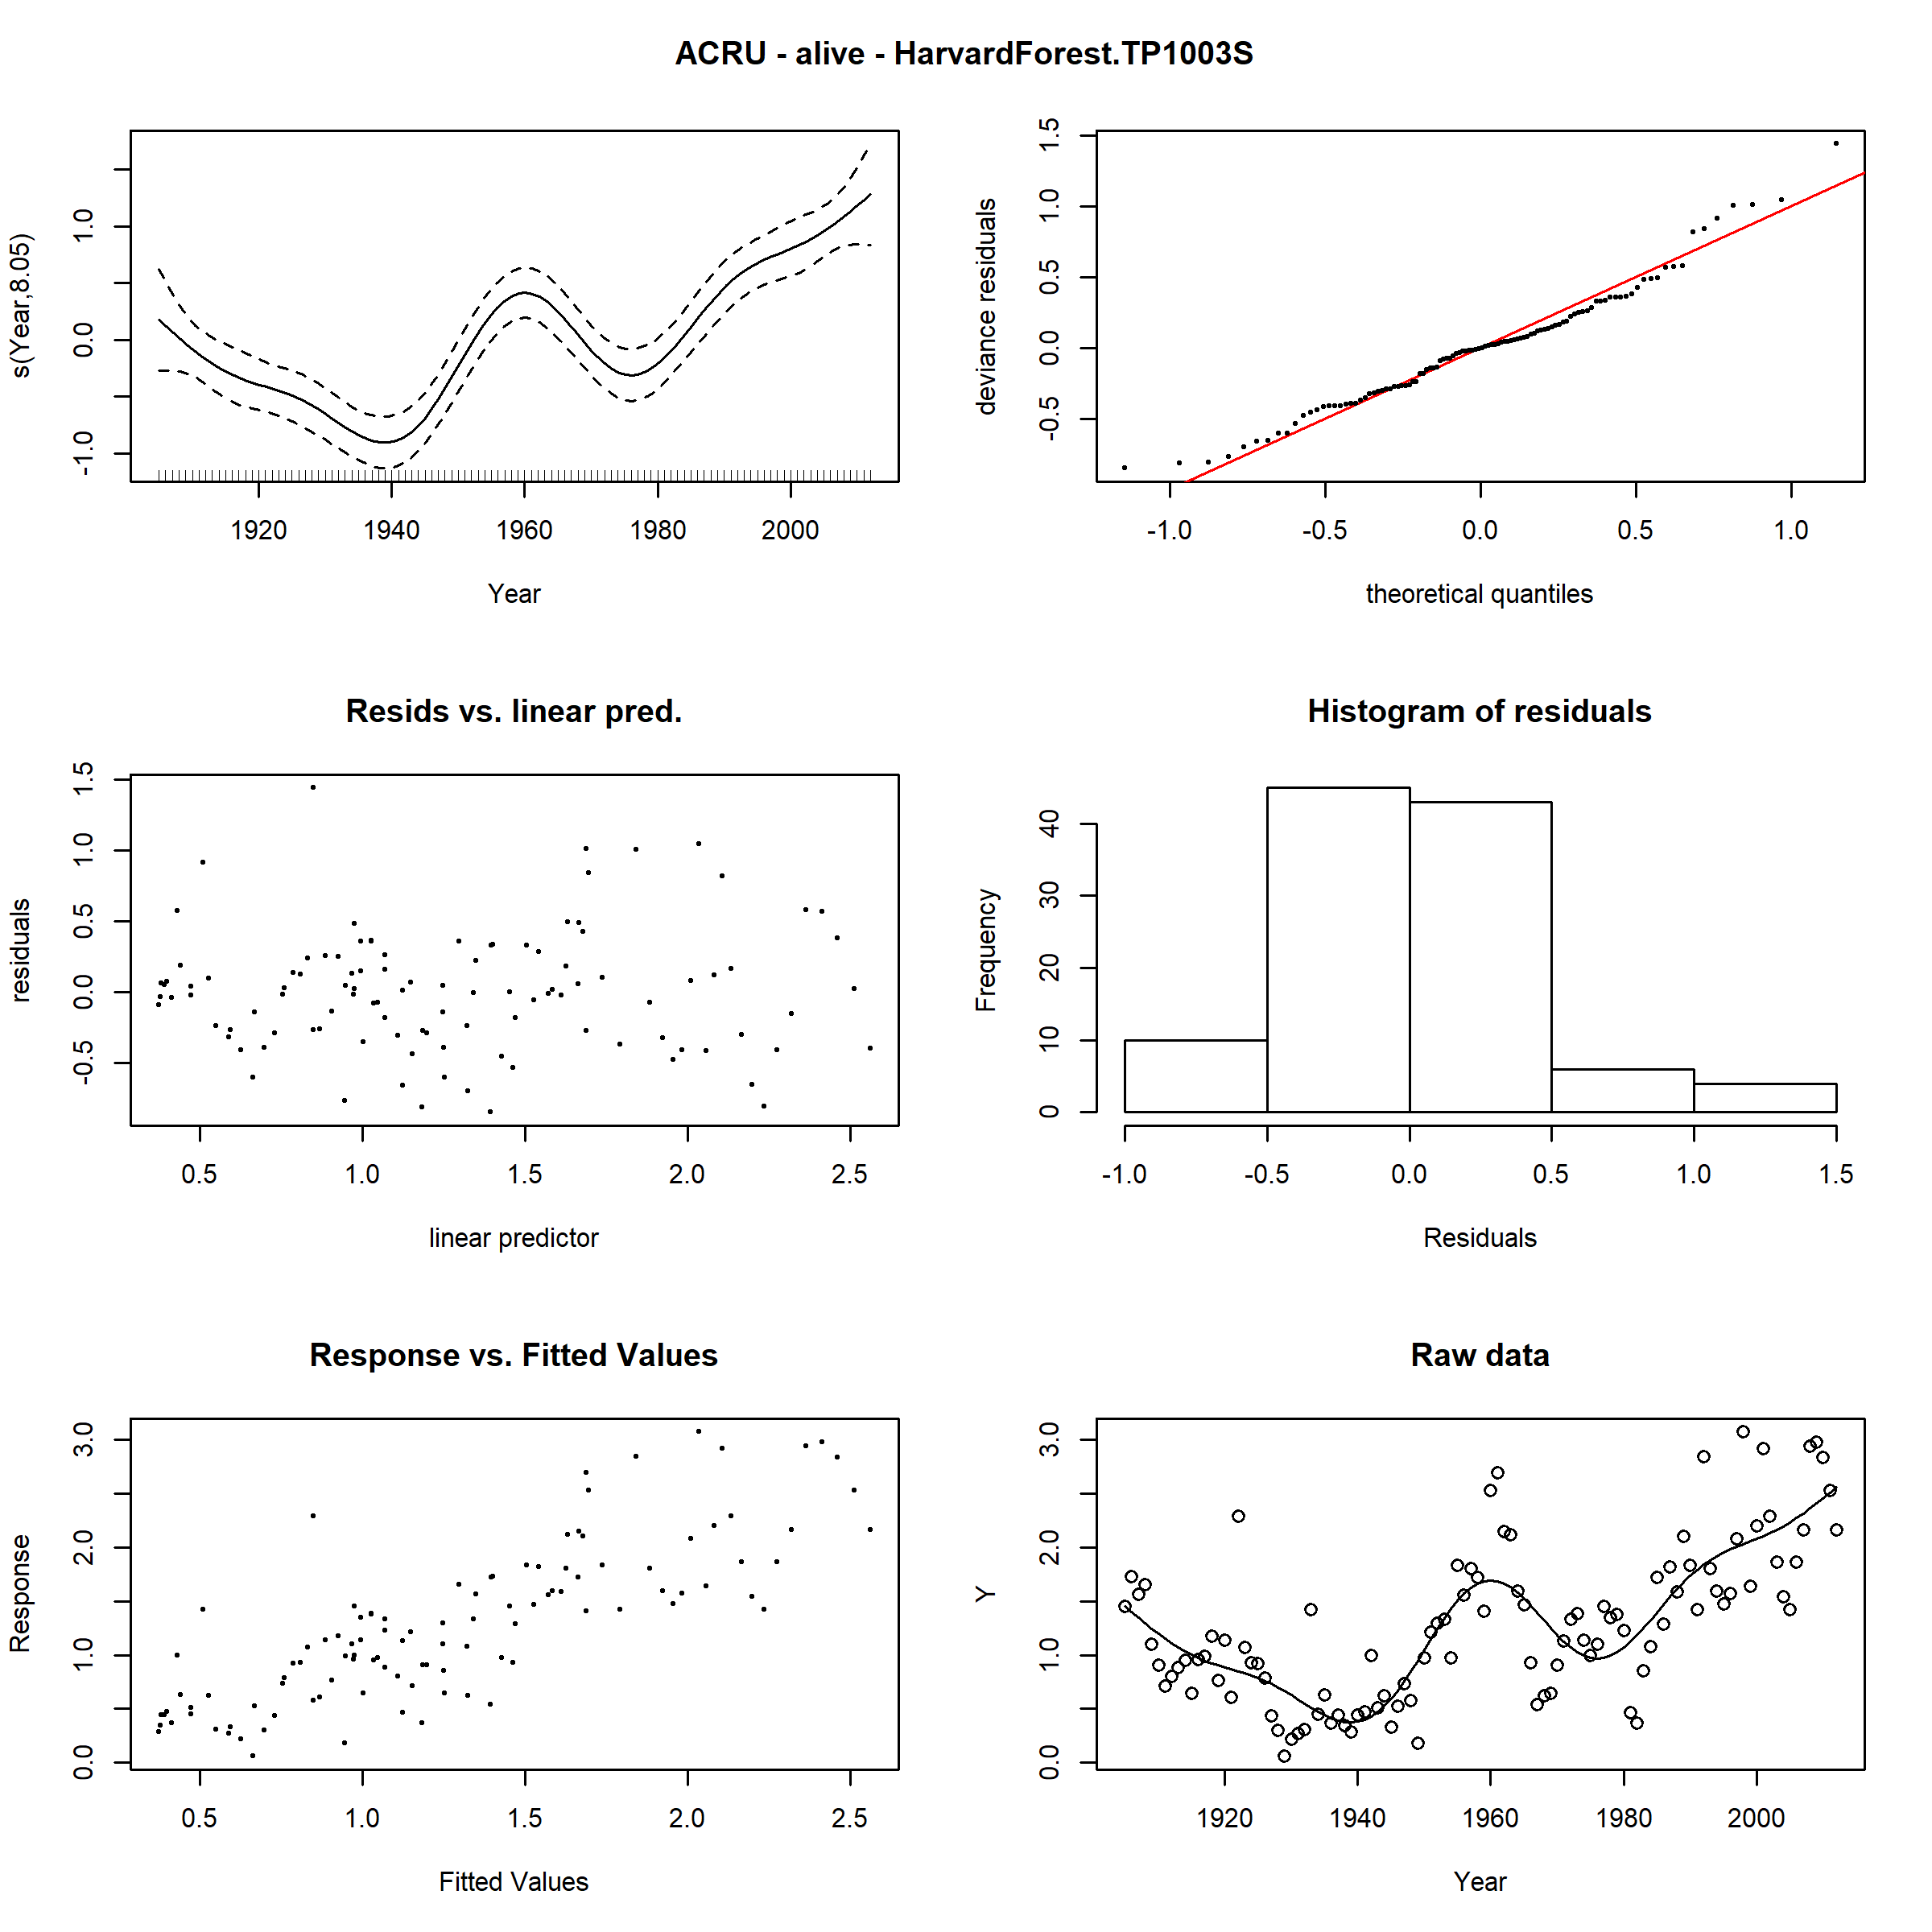 ACRU - alive - HarvardForest.TP1003S
s(Year,8.05)
-1.0 0.0 1.0
1920 1940 1960 1980 2000
Year
deviance residuals
-0.5 0.0 0.5 1.0 1.5
-1.0 -0.5 0.0 0.5 1.0
theoretical quantiles
Resids vs. linear pred.
residuals
-0.5 0.0 0.5 1.0 1.5
0.5 1.0 1.5 2.0 2.5
linear predictor
Histogram of residuals
Frequency
0 10 20 30 40
-1.0 -0.5 0.0 0.5 1.0 1.5
Residuals
Response vs. Fitted Values
Response
0.0 1.0 2.0 3.0
0.5 1.0 1.5 2.0 2.5
Fitted Values
Raw data
Y
0.0 1.0 2.0 3.0
1920 1940 1960 1980 2000
Year